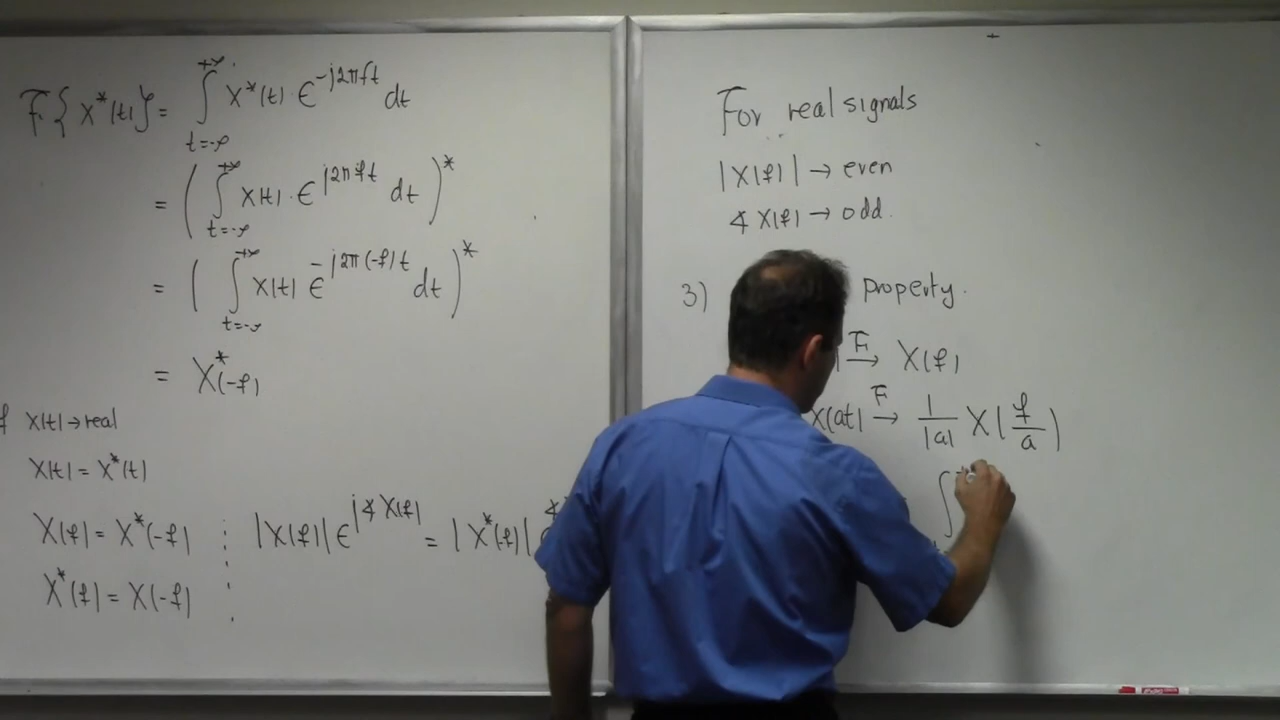 F{x*(t)} = ∫_{t=-∞}^{+∞} x*(t) · e^{-j2πft} dt
= ( ∫_{t=-∞}^{+∞} x(t) · e^{j2πft} dt )*
= ( ∫_{t=-∞}^{+∞} x(t) e^{-j2π(-f)t} dt )*
= X*(-f)
x(t) → real
x(t) = x*(t)
X(f) = X*(-f)
X*(f) = X(-f)
|X(f)| e^{j∡X(f)} = |X*(-f)|
For real signals
|X(f)| → even
∡ X(f) → odd.
3) property.
F→ X(f)
x(at) F→ 1/|a| X(f/a)
∫